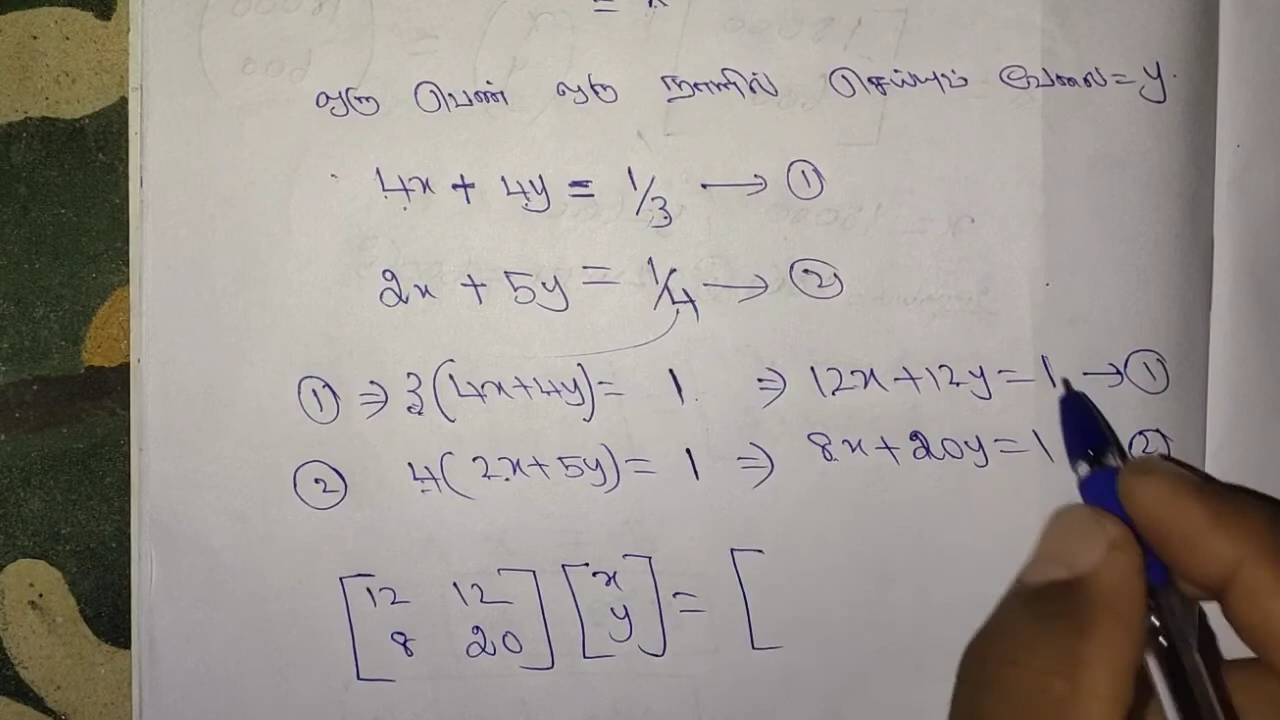 ஒரு பெண் ஒரு நாளில் செய்யும் வேலை = y.
4x + 4y = 1/3 → ①
2x + 5y = 1/4 → ②
① ⇒ 3(4x+4y) = 1 ⇒ 12x+12y = 1 → ①
② 4(2x+5y) = 1 ⇒ 8x+20y = 1 ②
[12 12
8 20] [x
y] = [